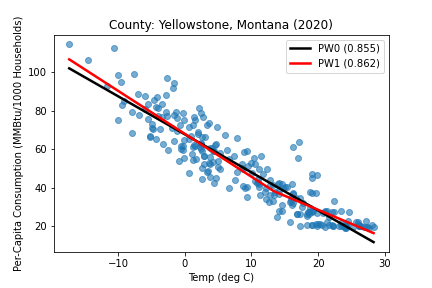 County: Yellowstone, Montana (2020)
Per-Capita Consumption (MMBtu/1000 Households)
PW0 (0.855)
PW1 (0.862)
100
80
60
40
20
−10 0 10 20 30
Temp (deg C)